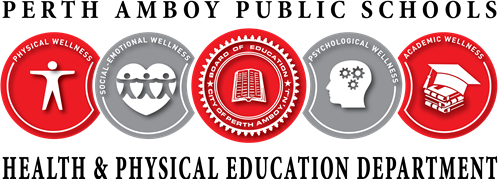 PERTH AMBOY PUBLIC SCHOOLS
PHYSICAL WELLNESS
SOCIAL-EMOTIONAL WELLNESS
BOARD OF EDUCATION
CITY OF PERTH AMBOY, N.J.
PSYCHOLOGICAL WELLNESS
ACADEMIC WELLNESS
HEALTH & PHYSICAL EDUCATION DEPARTMENT